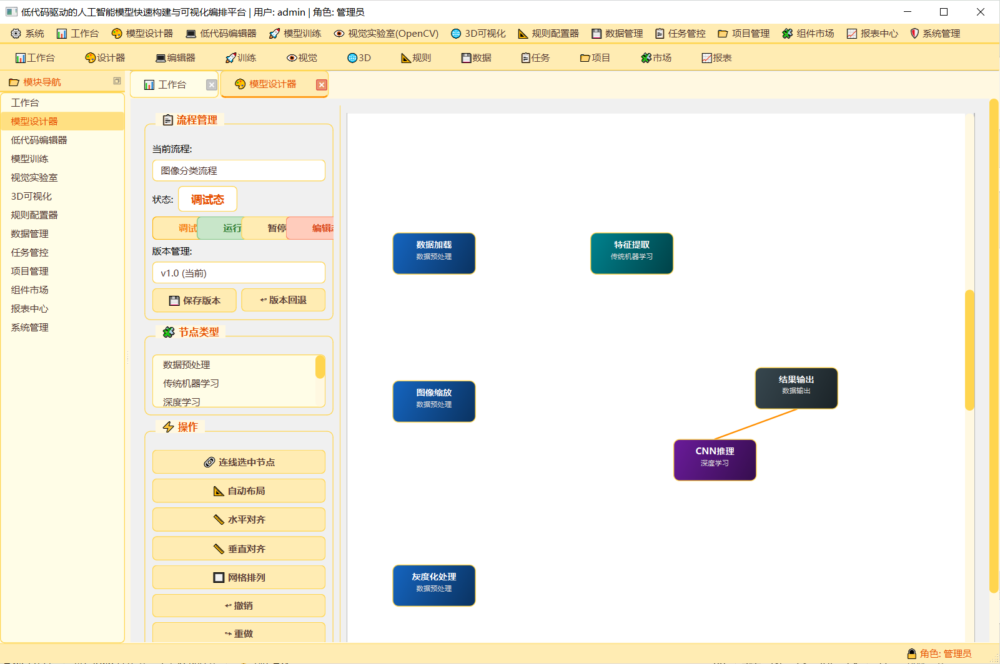 低代码驱动的人工智能模型快速构建与可视化编排平台 | 用户: admin | 角色: 管理员
系统 工作台 模型设计器 低代码编辑器 模型训练 视觉实验室(OpenCV) 3D可视化 规则配置器 数据管理 任务管控 项目管理 组件市场 报表中心 系统管理
工作台 设计器 编辑器 训练 视觉 3D 规则 数据 任务 项目 市场 报表
模块导航
工作台
模型设计器
低代码编辑器
模型训练
视觉实验室
3D可视化
规则配置器
数据管理
任务管控
项目管理
组件市场
报表中心
系统管理
工作台 模型设计器
流程管理
当前流程:
图像分类流程
状态: 调试态
调试 运行 暂停 编辑
版本管理:
v1.0 (当前)
保存版本 版本回退
节点类型
数据预处理
传统机器学习
深度学习
操作
连线选中节点
自动布局
水平对齐
垂直对齐
网格排列
撤销
重做
数据加载
数据预处理
特征提取
传统机器学习
图像缩放
数据预处理
结果输出
数据输出
CNN推理
深度学习
灰度化处理
数据预处理
角色: 管理员